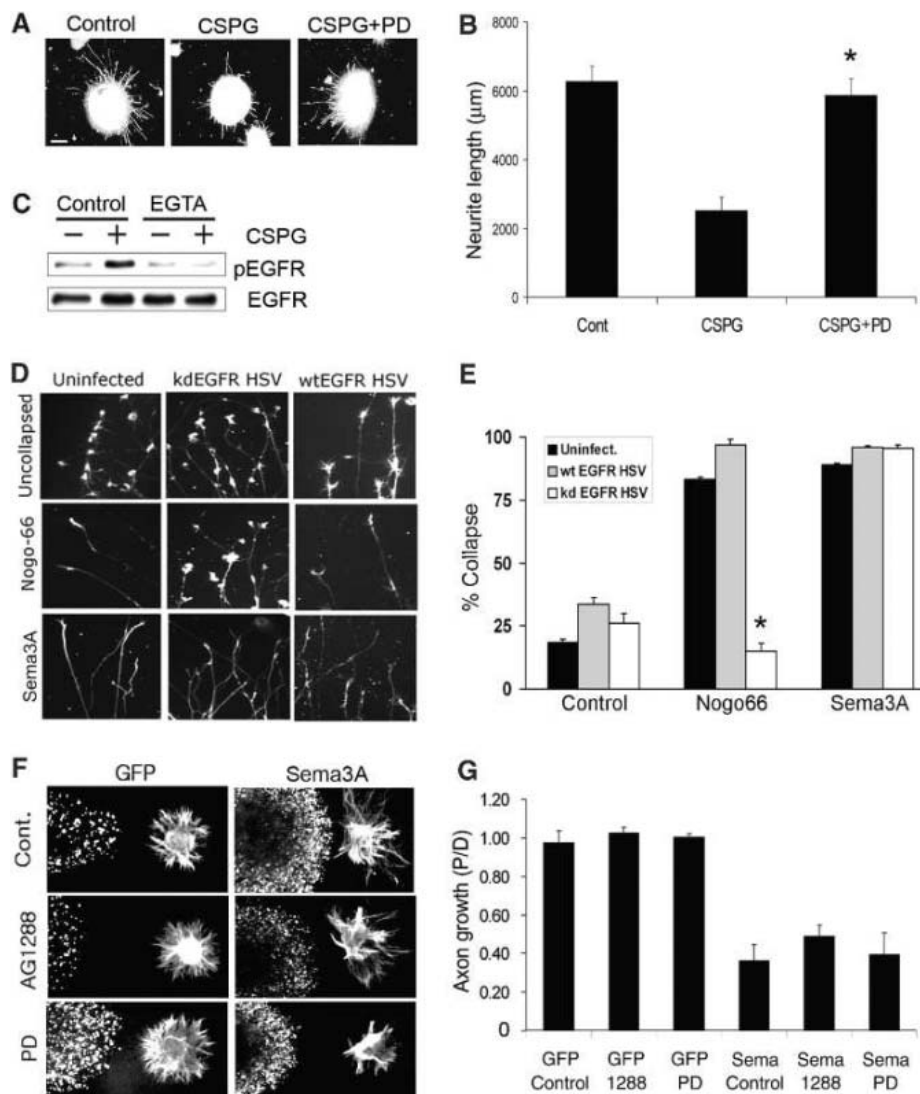 A
Control CSPG CSPG+PD
B
8000
6000
4000
2000
0
Neurite length (µm)
*
Cont CSPG CSPG+PD
C
Control EGTA
− + − + CSPG
pEGFR
EGFR
D
Uninfected kdEGFR HSV wtEGFR HSV
Uncollapsed
Nogo-66
Sema3A
E
100
75
50
25
0
% Collapse
Uninfect.
wt EGFR HSV
kd EGFR HSV
*
Control Nogo66 Sema3A
F
GFP Sema3A
Cont.
AG1288
PD
G
1.20
1.00
0.80
0.60
0.40
0.20
0
Axon growth (P/D)
GFP GFP GFP Sema Sema Sema
Control 1288 PD Control 1288 PD